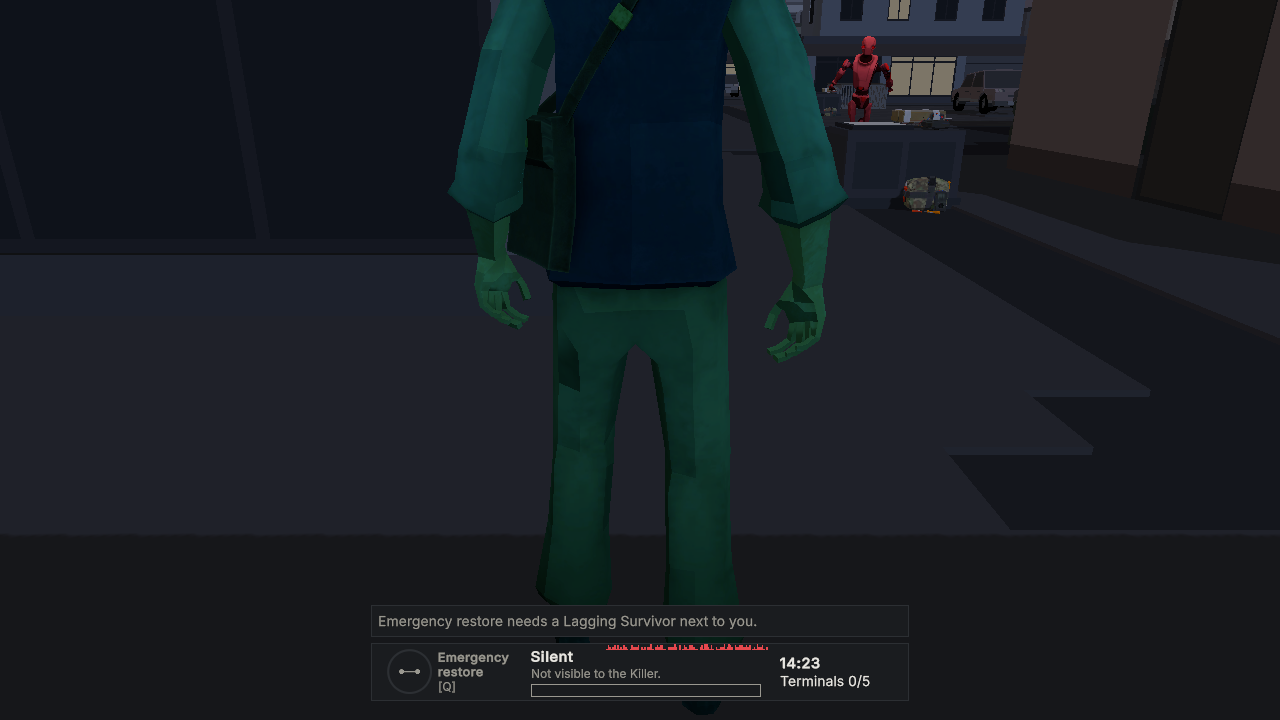 Emergency restore needs a Lagging Survivor next to you.
Emergency restore
[Q]
Silent
Not visible to the Killer.
14:23
Terminals 0/5